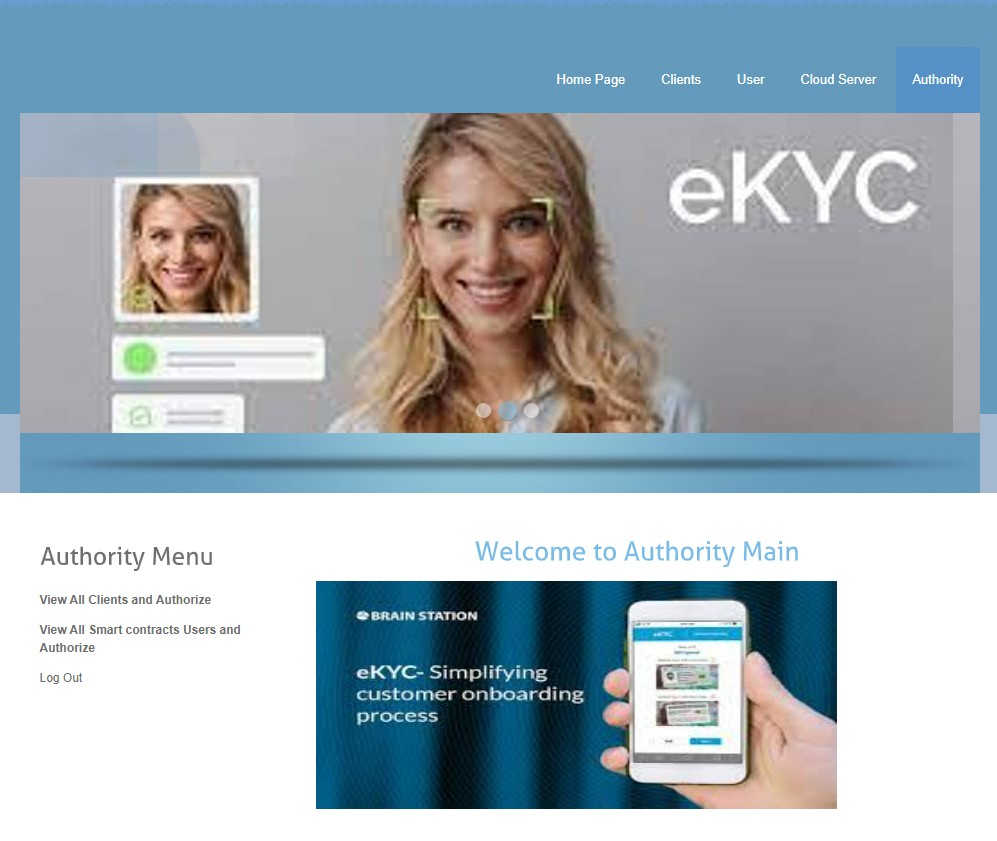 Home Page Clients User Cloud Server Authority
eKYC
Authority Menu
View All Clients and Authorize
View All Smart contracts Users and
Authorize
Log Out
Welcome to Authority Main
BRAIN STATION
eKYC- Simplifying
customer onboarding
process
eKYC